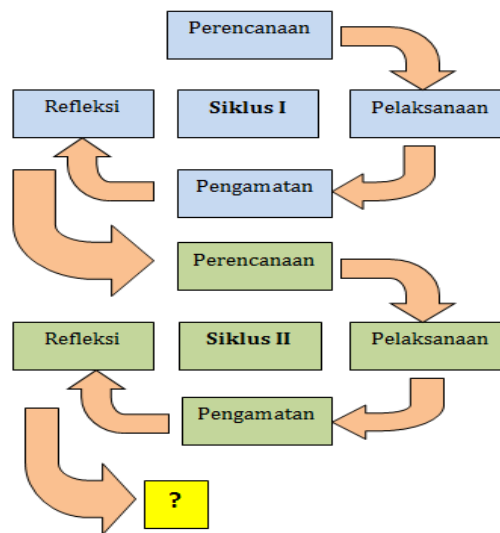 Perencanaan
Refleksi
Siklus I
Pelaksanaan
Pengamatan
Perencanaan
Refleksi
Siklus II
Pelaksanaan
Pengamatan
?